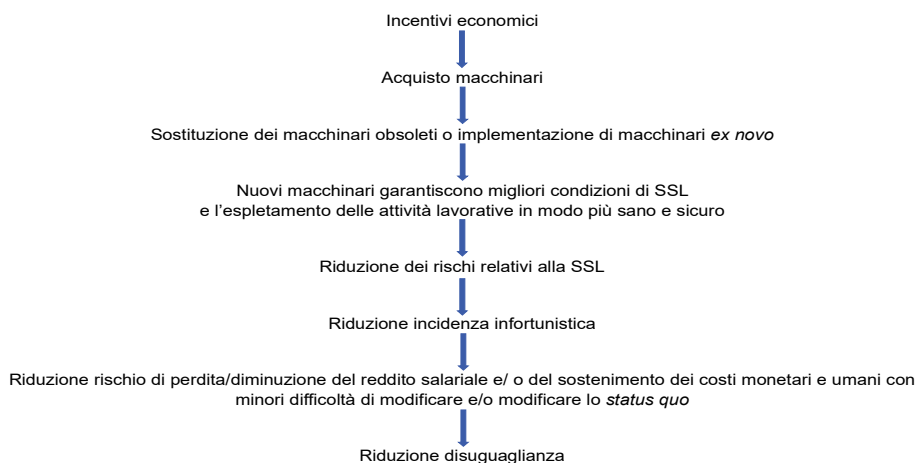 Incentivi economici
Acquisto macchinari
Sostituzione dei macchinari obsoleti o implementazione di macchinari ex novo
Nuovi macchinari garantiscono migliori condizioni di SSL
e l'espletamento delle attività lavorative in modo più sano e sicuro
Riduzione dei rischi relativi alla SSL
Riduzione incidenza infortunistica
Riduzione rischio di perdita/diminuzione del reddito salariale e/ o del sostenimento dei costi monetari e umani con
minori difficoltà di modificare e/o modificare lo status quo
Riduzione disuguaglianza